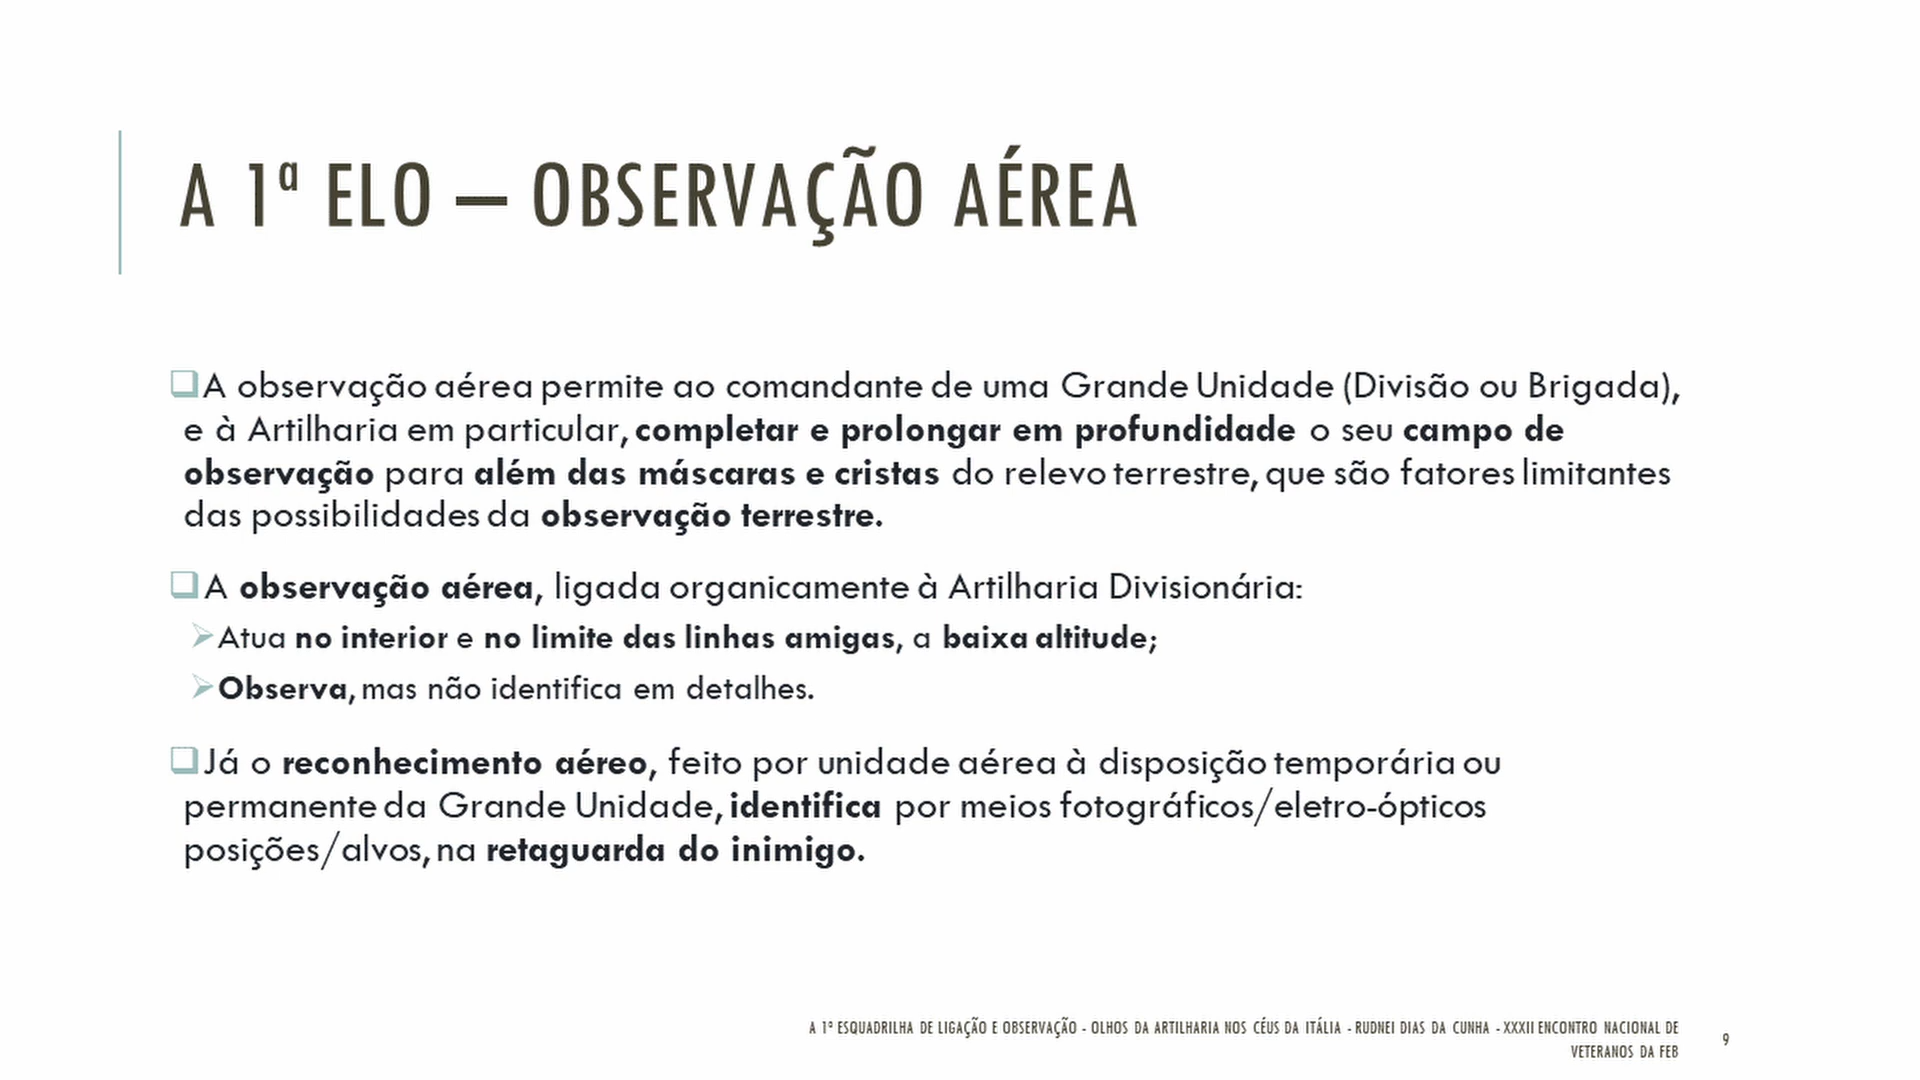 A 1ª ELO – OBSERVAÇÃO AÉREA
A observação aérea permite ao comandante de uma Grande Unidade (Divisão ou Brigada),
e à Artilharia em particular, completar e prolongar em profundidade o seu campo de
observação para além das máscaras e cristas do relevo terrestre, que são fatores limitantes
das possibilidades da observação terrestre.
A observação aérea, ligada organicamente à Artilharia Divisionária:
Atua no interior e no limite das linhas amigas, a baixa altitude;
Observa, mas não identifica em detalhes.
Já o reconhecimento aéreo, feito por unidade aérea à disposição temporária ou
permanente da Grande Unidade, identifica por meios fotográficos/eletro-ópticos
posições/alvos, na retaguarda do inimigo.
A 1ª ESQUADRILHA DE LIGAÇÃO E OBSERVAÇÃO - OLHOS DA ARTILHARIA NOS CÉUS DA ITÁLIA - RUDNEI DIAS DA CUNHA - XXXII ENCONTRO NACIONAL DE
VETERANOS DA FEB
9